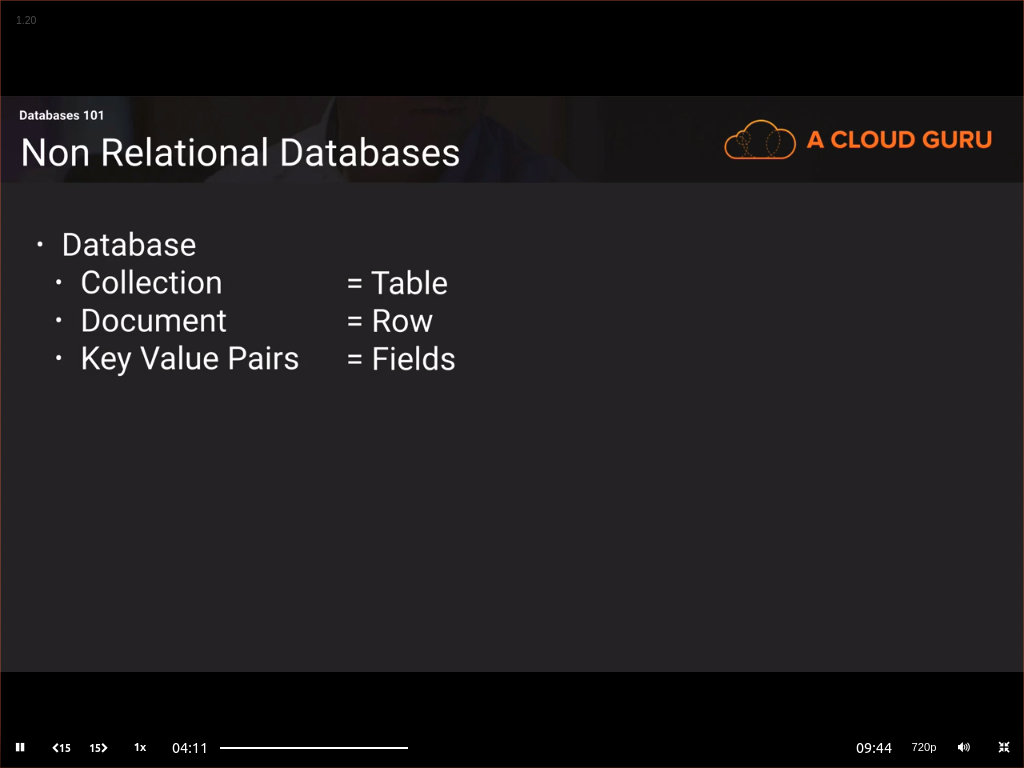 1.20
Databases 101
Non Relational Databases
A CLOUD GURU
• Database
• Collection = Table
• Document = Row
• Key Value Pairs = Fields
15 15 1x 04:11 09:44 720p